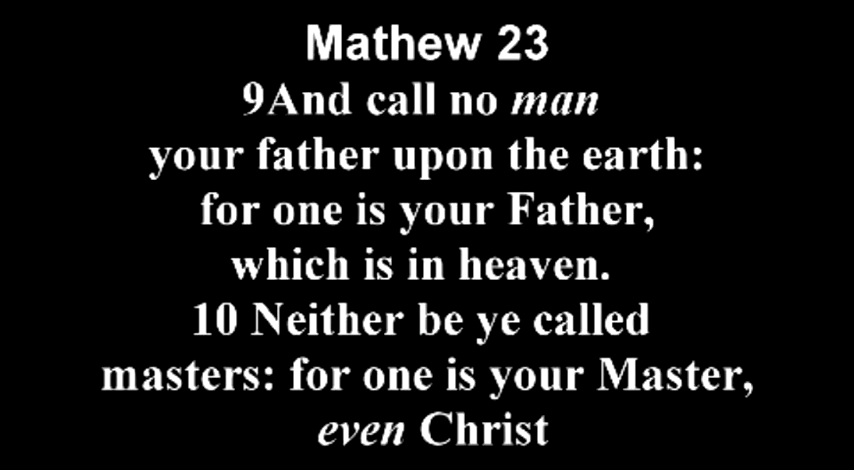 Mathew 23
9And call no man
your father upon the earth:
for one is your Father,
which is in heaven.
10 Neither be ye called
masters: for one is your Master,
even Christ